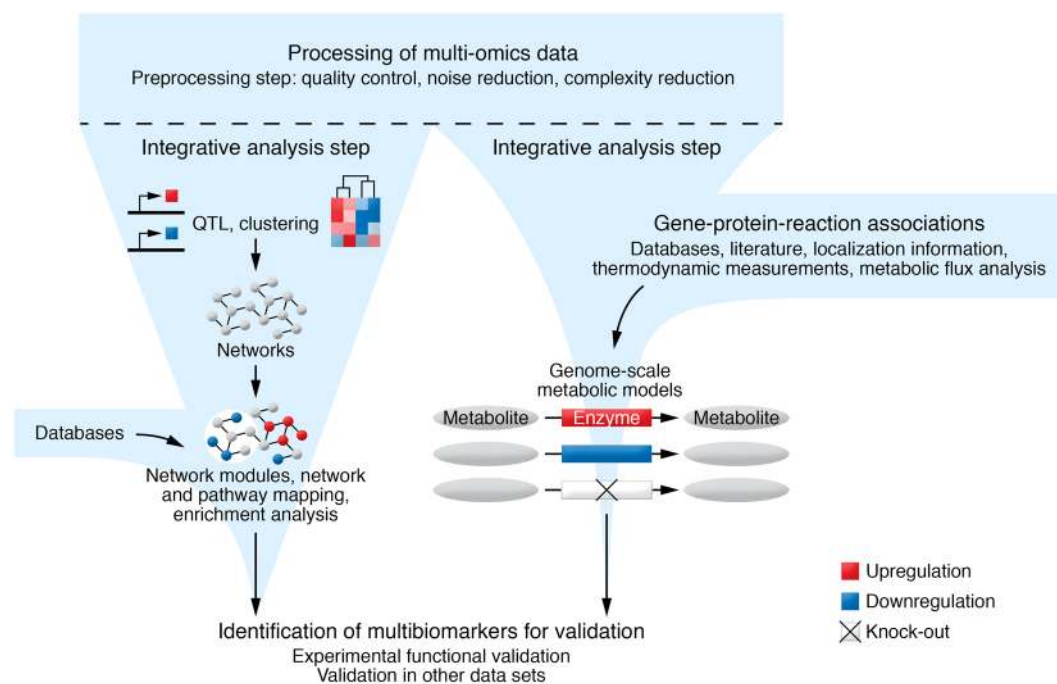 Processing of multi-omics data
Preprocessing step: quality control, noise reduction, complexity reduction
Integrative analysis step
Integrative analysis step
QTL, clustering
Gene-protein-reaction associations
Databases, literature, localization information,
thermodynamic measurements, metabolic flux analysis
Networks
Genome-scale
metabolic models
Metabolite
Enzyme
Metabolite
Databases
Network modules, network
and pathway mapping,
enrichment analysis
Upregulation
Downregulation
Knock-out
Identification of multibiomarkers for validation
Experimental functional validation
Validation in other data sets